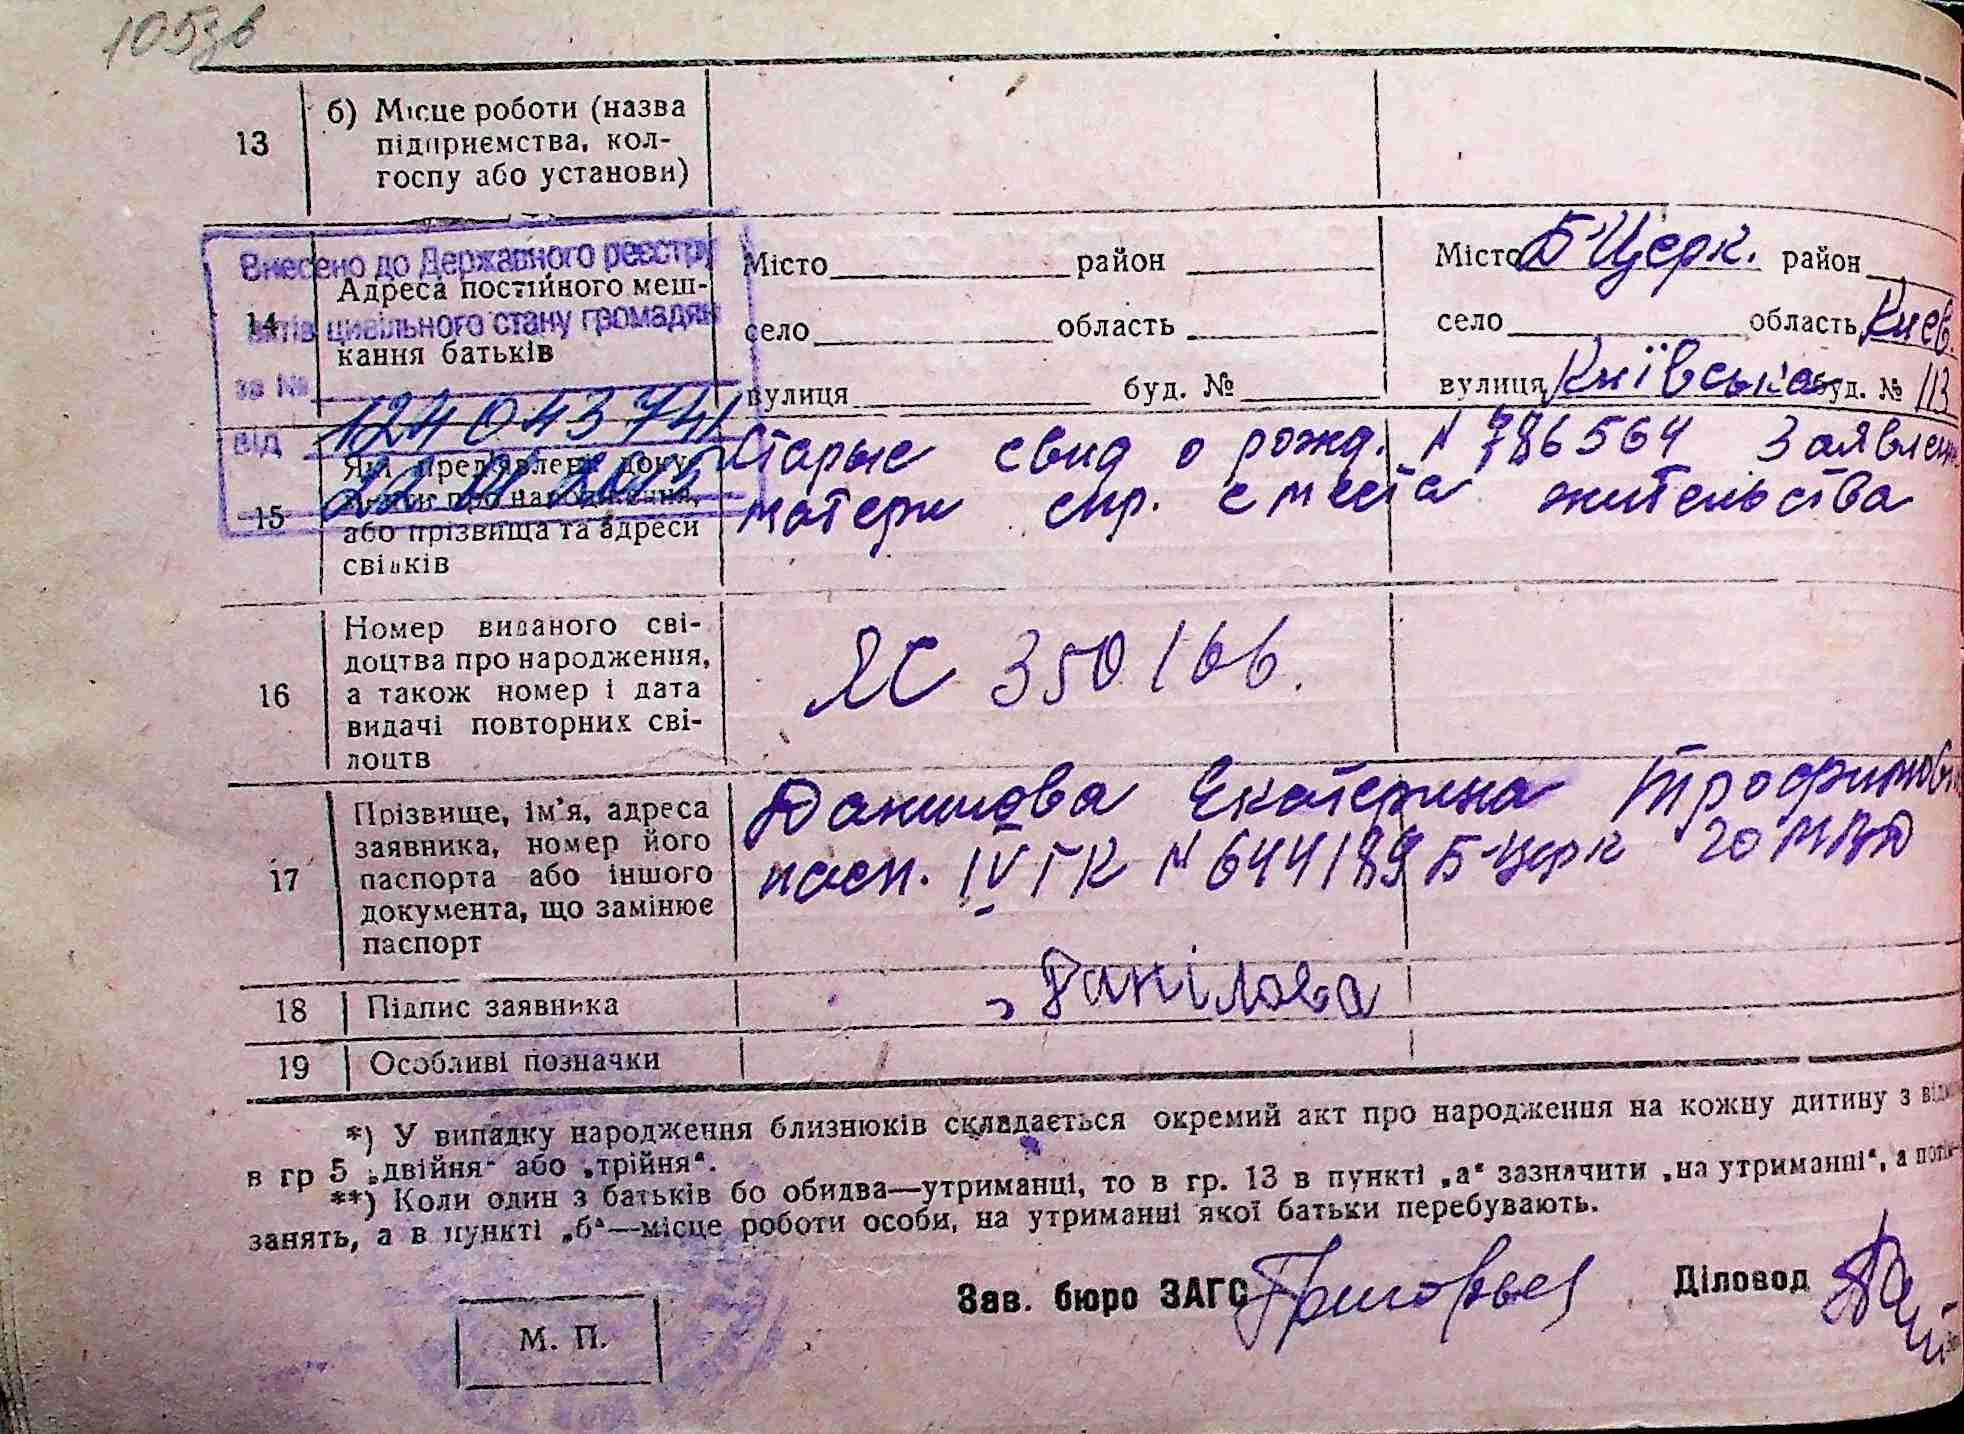 105зв
13
б) Місце роботи (назва
підприємства, кол-
госпу або установи)
Внесено до Державного реєстру
актів цивільного стану громадян
за № 124043741
від
14
Адреса постійного меш-
кання батьків
Місто район
село область
вулиця буд. №
Місто Б-Церк. район
село область Киев.
вулиця Київська буд. № 113
15
Які пред'явлені доку-
про народження,
або прізвища та адреси
свідків
Старые свид о рожд. N 786564 Заявлен
матери спр. с места жительства
16
Номер виданого сві-
доцтва про народження,
а також номер і дата
видачі повторних сві-
доцтв
ЯС 350166.
17
Прізвище, ім'я, адреса
заявника, номер його
паспорта або іншого
документа, що замінює
паспорт
Данилова Екатерина Трофимовн
пасп. IV ГК N 644189 Б-Церк ГО МВД
18
Підпис заявника
Данілова
19
Особливі позначки
*) У випадку народження близнюків складається окремий акт про народження на кожну дитину з від
в гр 5 „двійня“ або „трійня“.
**) Коли один з батьків бо обидва—утриманці, то в гр. 13 в пункті „а“ зазначити „на утриманні“, а
занять, а в пункті „б“—місце роботи особи, на утриманні якої батьки перебувають.
Зав. бюро ЗАГС Григорьев
Діловод
М. П.